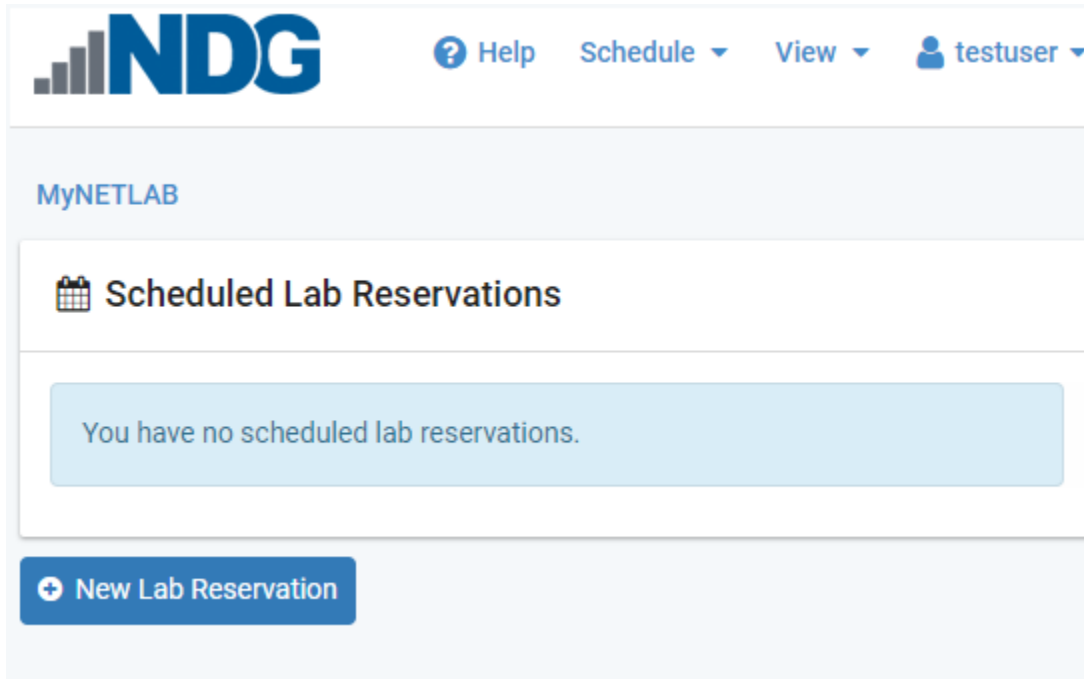 NDG
Help Schedule View testuser
MyNETLAB
Scheduled Lab Reservations
You have no scheduled lab reservations.
New Lab Reservation